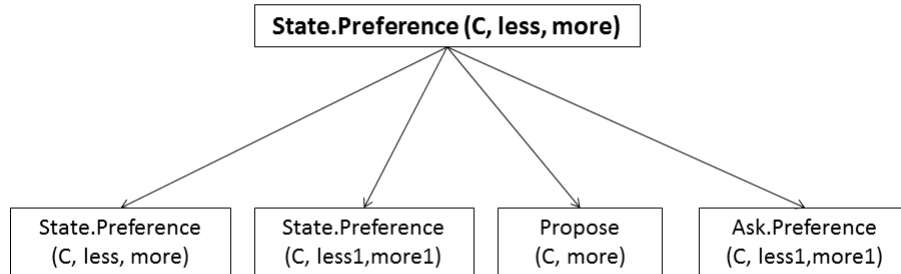 State.Preference (C, less, more)
State.Preference
(C, less, more)
State.Preference
(C, less1,more1)
Propose
(C, more)
Ask.Preference
(C, less1,more1)